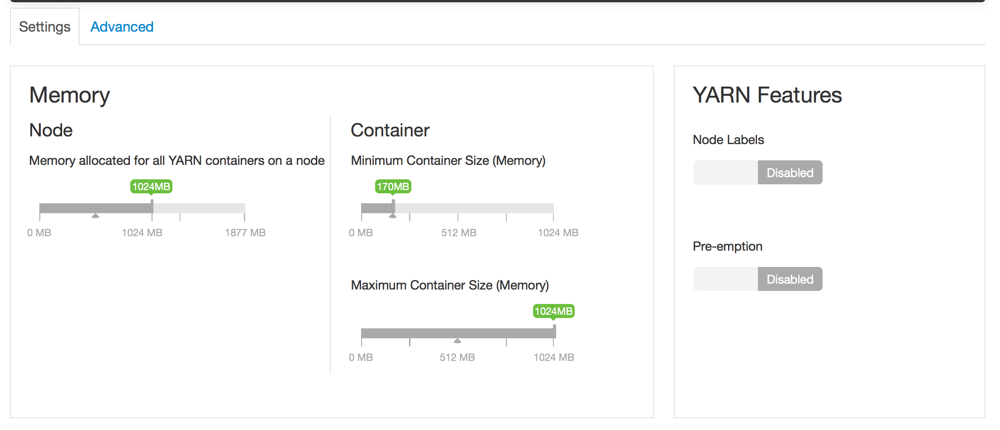 Settings
Advanced
Memory
Node
Memory allocated for all YARN containers on a node
1024MB
0 MB
1024 MB
1877 MB
Container
Minimum Container Size (Memory)
170MB
0 MB
512 MB
1024 MB
Maximum Container Size (Memory)
1024MB
0 MB
512 MB
1024 MB
YARN Features
Node Labels
Disabled
Pre-emption
Disabled